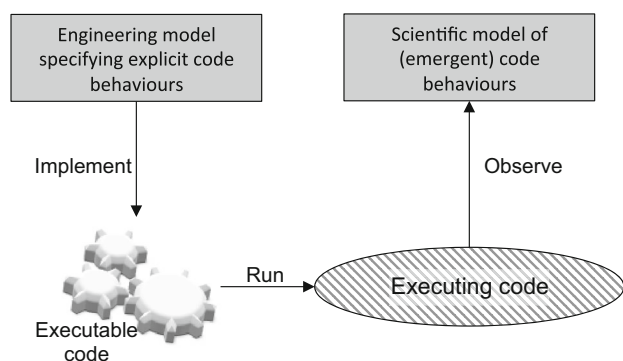 Engineering model
specifying explicit code
behaviours
Scientific model of
(emergent) code
behaviours
Implement
Observe
Run
Executing code
Executable
code